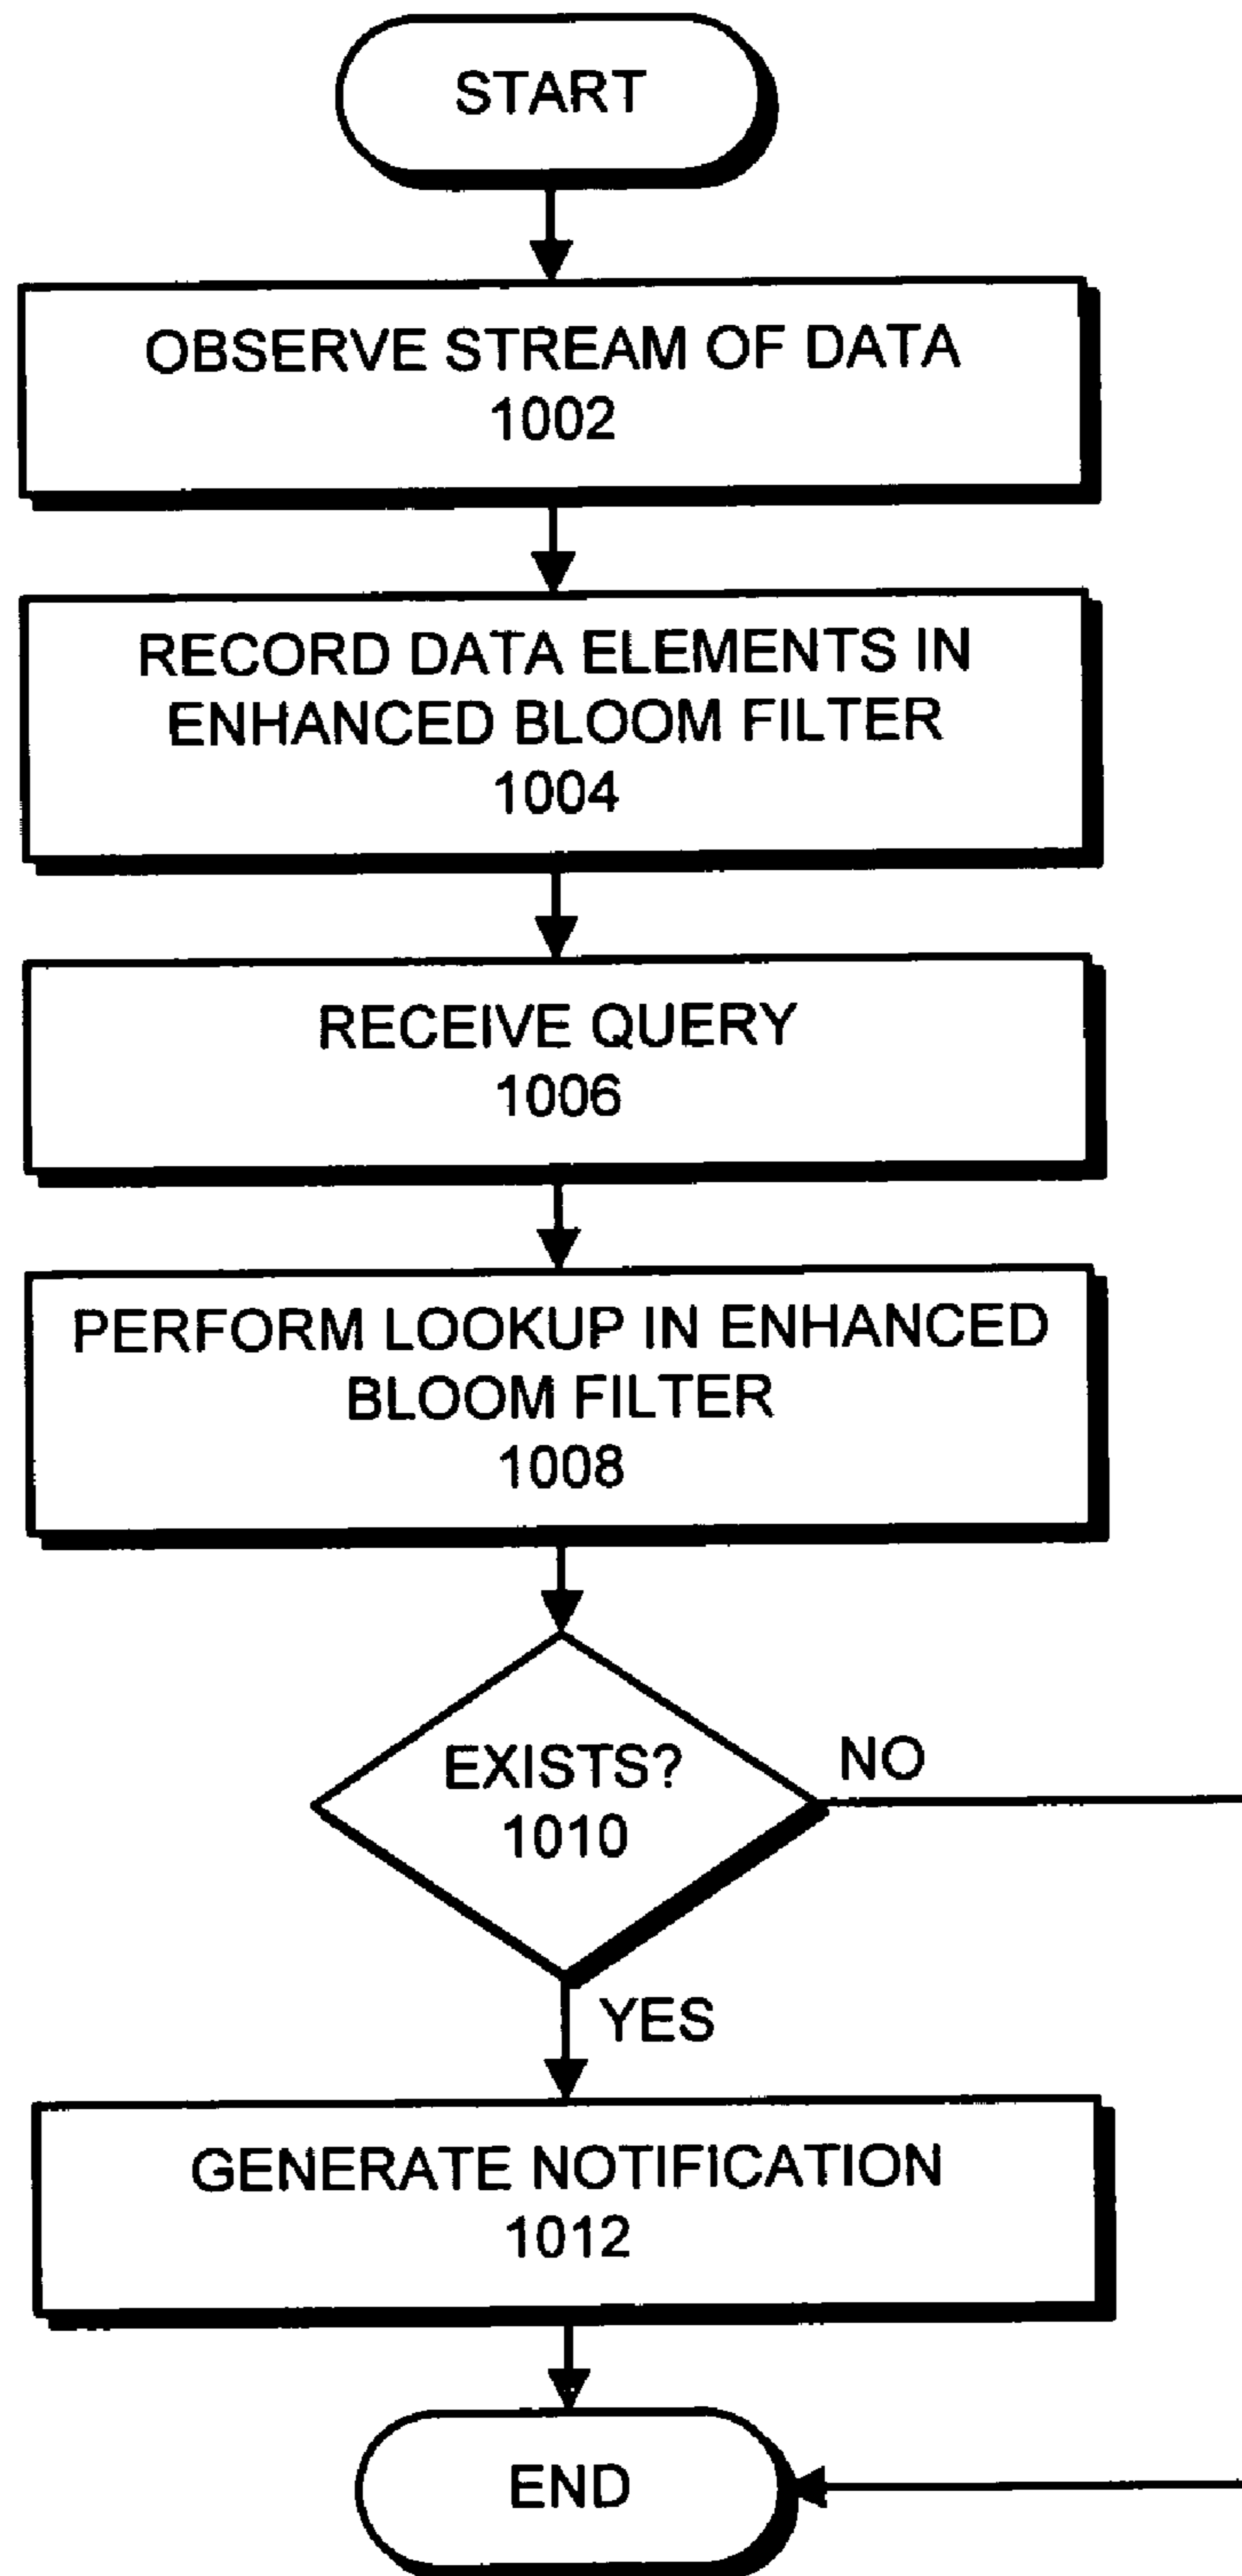 START
OBSERVE STREAM OF DATA
1002
RECORD DATA ELEMENTS IN
ENHANCED BLOOM FILTER
1004
RECEIVE QUERY
1006
PERFORM LOOKUP IN ENHANCED
BLOOM FILTER
1008
EXISTS?
1010
NO
YES
GENERATE NOTIFICATION
1012
END